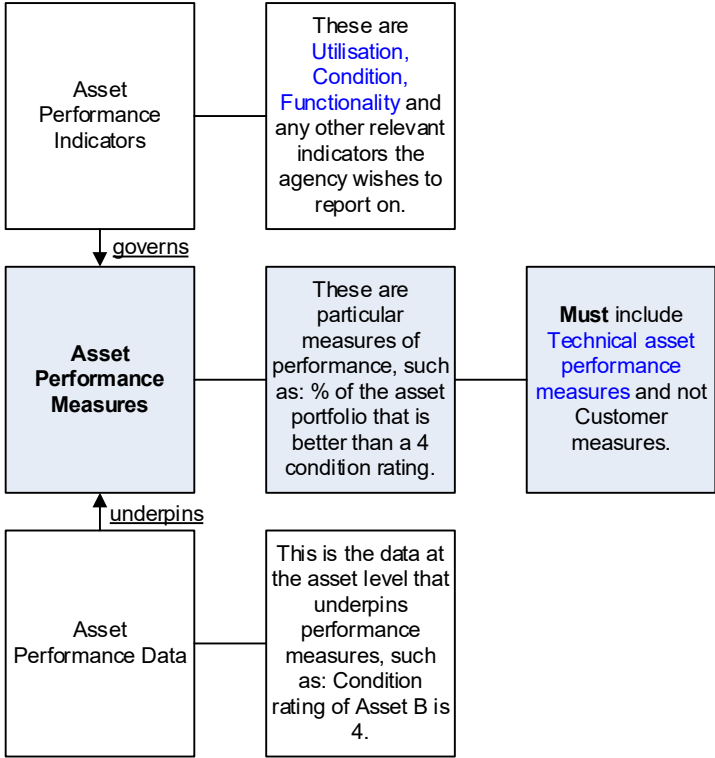 Asset
Performance
Indicators
These are
Utilisation,
Condition,
Functionality and
any other relevant
indicators the
agency wishes to
report on.
governs
Asset
Performance
Measures
These are
particular
measures of
performance, such
as: % of the asset
portfolio that is
better than a 4
condition rating.
Must include
Technical asset
performance
measures and not
Customer
measures.
underpins
Asset
Performance Data
This is the data at
the asset level that
underpins
performance
measures, such
as: Condition
rating of Asset B is
4.